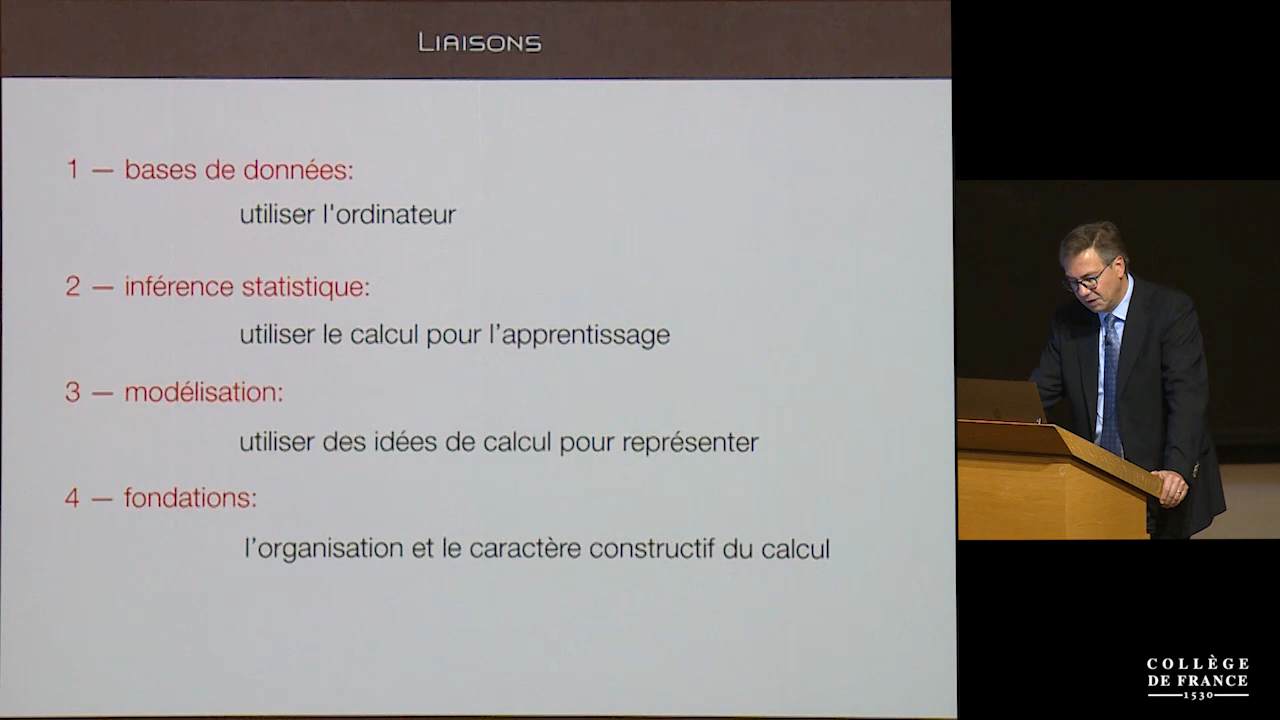 LIAISONS
1 — bases de données:
utiliser l'ordinateur
2 — inférence statistique:
utiliser le calcul pour l’apprentissage
3 — modélisation:
utiliser des idées de calcul pour représenter
4 — fondations:
l’organisation et le caractère constructif du calcul
COLLÈGE
DE FRANCE
1530